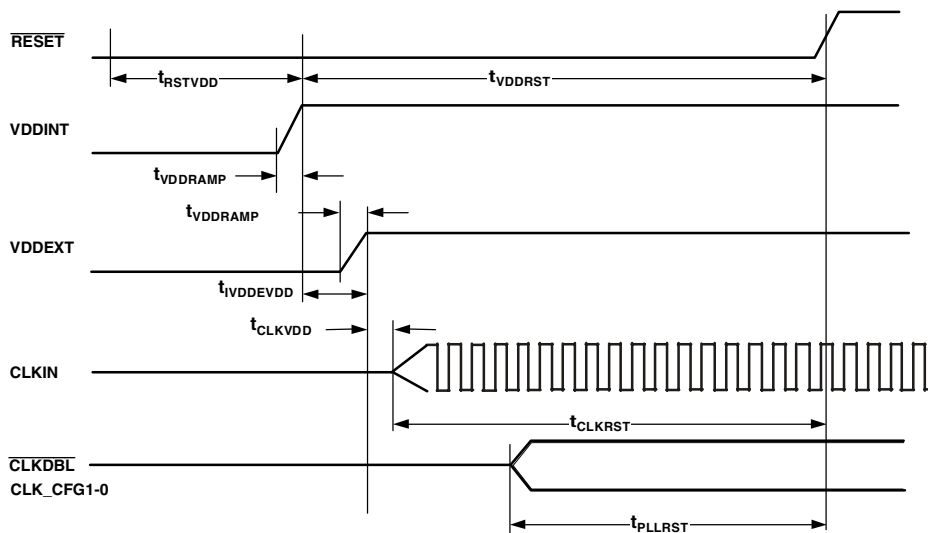 RESET
tRSTVDD
tVDDRST
VDDINT
tVDDRAMP
tVDDRAMP
VDDEXT
tIVDDEVDD
tCLKVDD
CLKIN
tCLKRST
CLKDBL
CLK_CFG1-0
tPLLRST